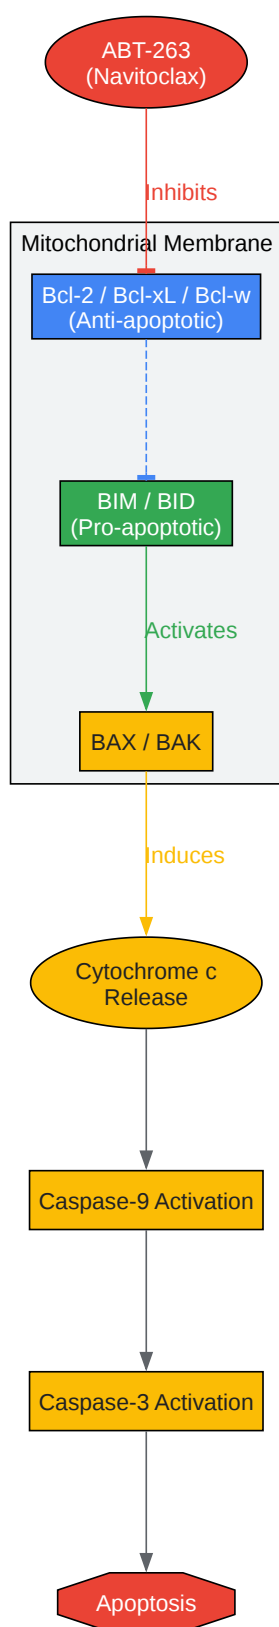 ABT-263
(Navitoclax)
Inhibits
Mitochondrial Membrane
Bcl-2 / Bcl-xL / Bcl-w
(Anti-apoptotic)
BIM / BID
(Pro-apoptotic)
Activates
BAX / BAK
Induces
Cytochrome c
Release
Caspase-9 Activation
Caspase-3 Activation
Apoptosis